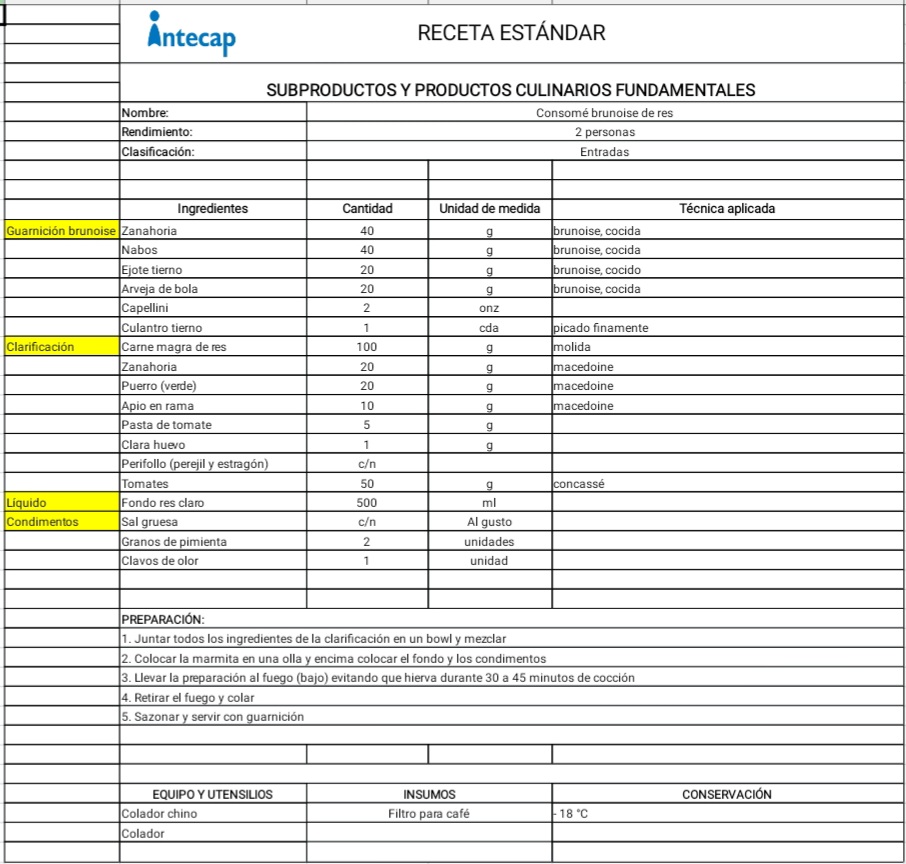 Intecap
RECETA ESTÁNDAR
SUBPRODUCTOS Y PRODUCTOS CULINARIOS FUNDAMENTALES
Nombre: Consomé brunoise de res
Rendimiento: 2 personas
Clasificación: Entradas
Ingredientes Cantidad Unidad de medida Técnica aplicada
Guarnición brunoise Zanahoria 40 g brunoise, cocida
Nabos 40 g brunoise, cocida
Ejote tierno 20 g brunoise, cocido
Arveja de bola 20 g brunoise, cocida
Capellini 2 onz
Culantro tierno 1 cda picado finamente
Clarificación Carne magra de res 100 g molida
Zanahoria 20 g macedoine
Puerro (verde) 20 g macedoine
Apio en rama 10 g macedoine
Pasta de tomate 5 g
Clara huevo 1 g
Perifollo (perejil y estragón) c/n
Tomates 50 g concassé
Líquido Fondo res claro 500 ml
Condimentos Sal gruesa c/n Al gusto
Granos de pimienta 2 unidades
Clavos de olor 1 unidad
PREPARACIÓN:
1. Juntar todos los ingredientes de la clarificación en un bowl y mezclar
2. Colocar la marmita en una olla y encima colocar el fondo y los condimentos
3. Llevar la preparación al fuego (bajo) evitando que hierva durante 30 a 45 minutos de cocción
4. Retirar el fuego y colar
5. Sazonar y servir con guarnición
EQUIPO Y UTENSILIOS INSUMOS CONSERVACIÓN
Colador chino Filtro para café - 18 °C
Colador